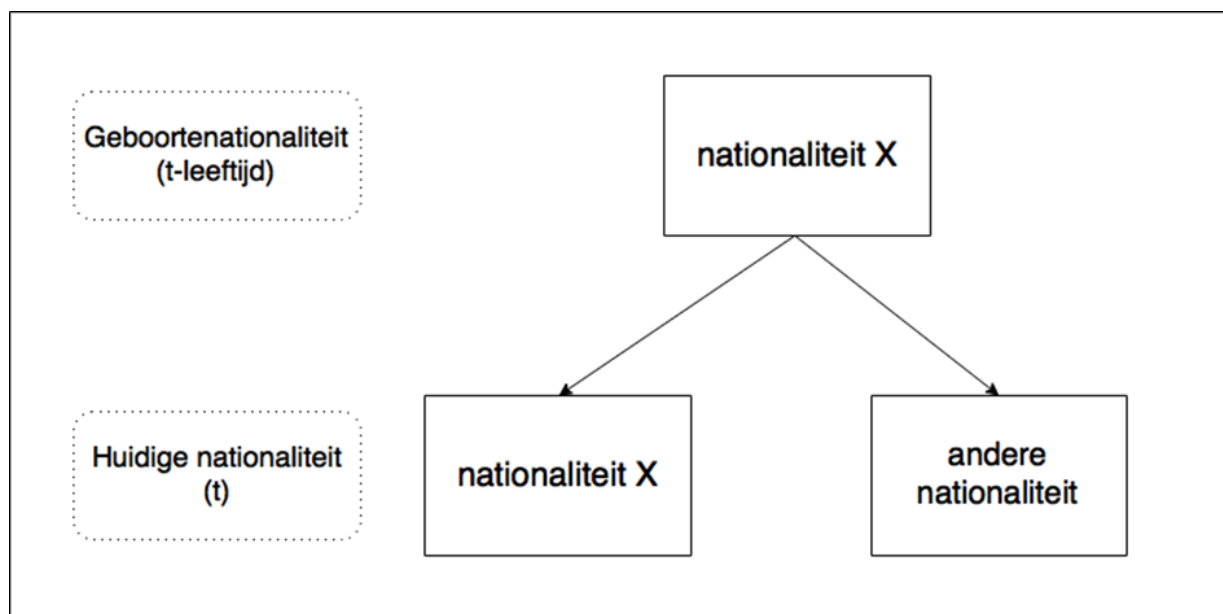 Geboortenationaliteit
(t-leeftijd)
nationaliteit X
Huidige nationaliteit
(t)
nationaliteit X
andere
nationaliteit